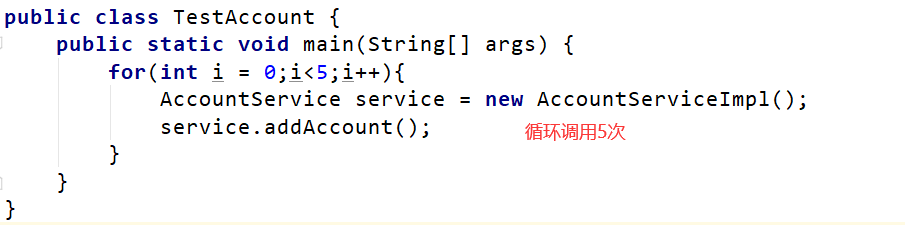 public class TestAccount {
    public static void main(String[] args) {
        for(int i = 0;i<5;i++){
            AccountService service = new AccountServiceImpl();
            service.addAccount();        循环调用5次
        }
    }
}